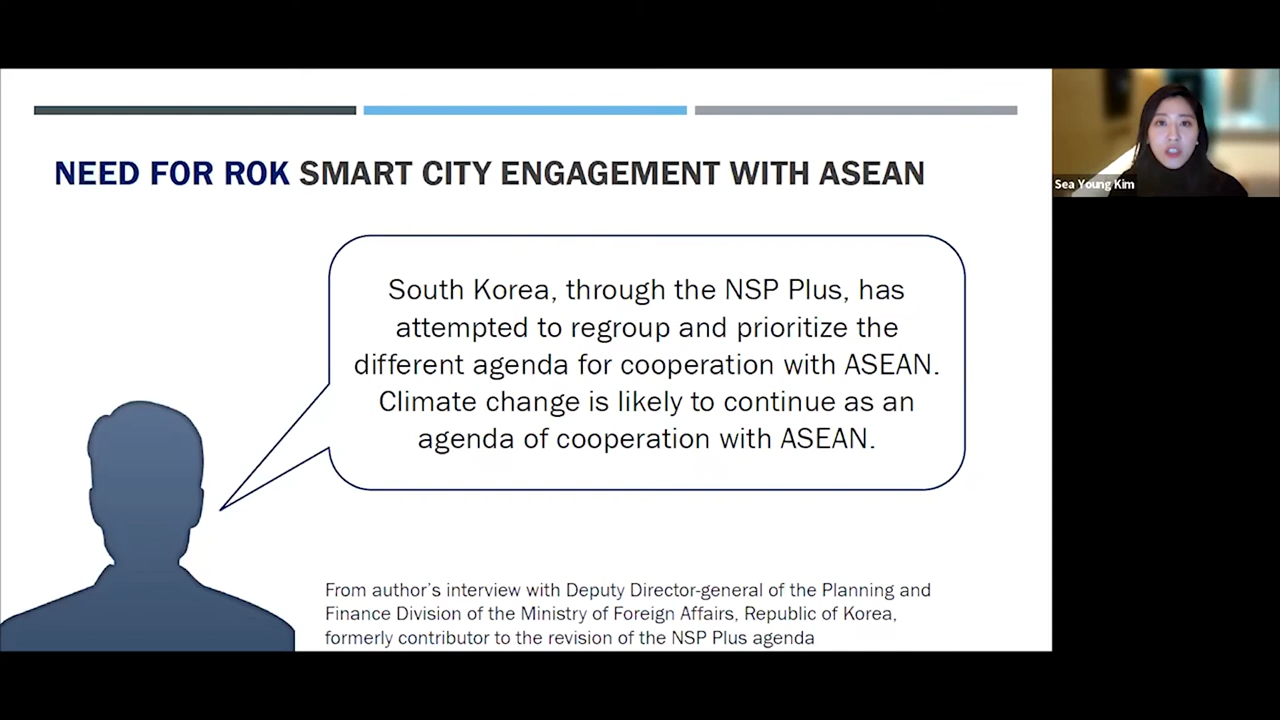 NEED FOR ROK SMART CITY ENGAGEMENT WITH ASEAN
South Korea, through the NSP Plus, has
attempted to regroup and prioritize the
different agenda for cooperation with ASEAN.
Climate change is likely to continue as an
agenda of cooperation with ASEAN.
From author's interview with Deputy Director-general of the Planning and
Finance Division of the Ministry of Foreign Affairs, Republic of Korea,
formerly contributor to the revision of the NSP Plus agenda
Sea Young Kim